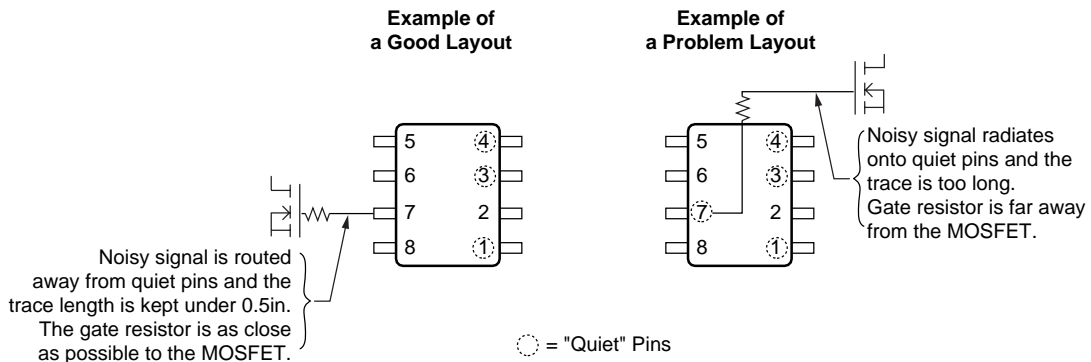 Example of
a Good Layout
Example of
a Problem Layout
5
4
6
3
7
2
8
1
5
4
6
3
7
2
8
1
Noisy signal radiates
onto quiet pins and the
trace is too long.
Gate resistor is far away
from the MOSFET.
Noisy signal is routed
away from quiet pins and the
trace length is kept under 0.5in.
The gate resistor is as close
as possible to the MOSFET.
= "Quiet" Pins